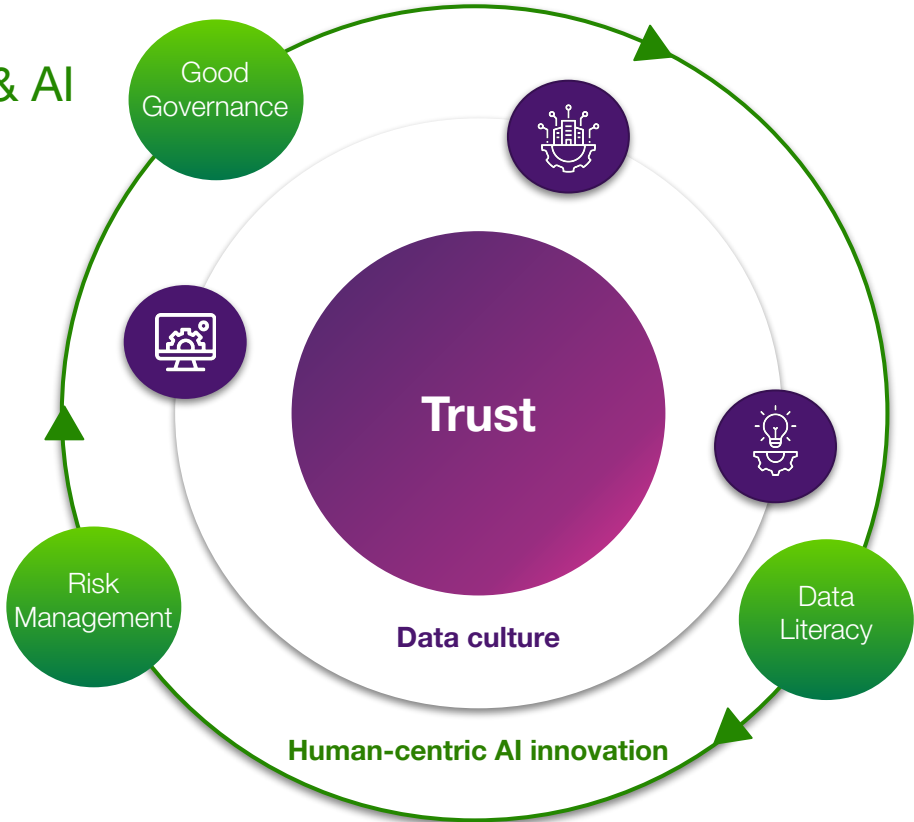 & AI
Good
Governance
Trust
Risk
Management
Data
Literacy
Data culture
Human-centric AI innovation